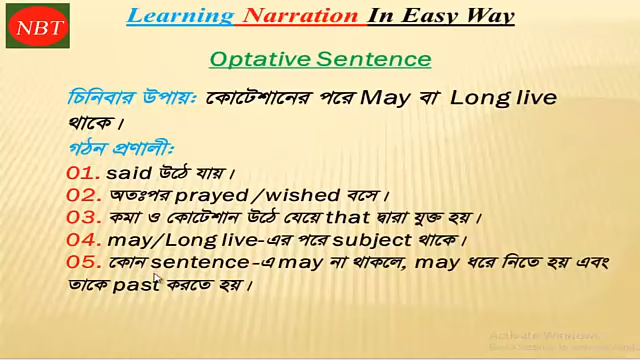 NBT
Learning Narration In Easy Way
Optative Sentence
চিনিবার উপায়: কোটেশানের পরে May বা Long live
থাকে।
গঠন প্রণালী:
01. said উঠে যায়।
02. অতঃপর prayed /wished বসে।
03. কমা ও কোটেশান উঠে যেয়ে that দ্বারা যুক্ত হয়।
04. may/Long live-এর পরে subject থাকে।
05. কোন sentence-এ may না থাকলে, may ধরে নিতে হয় এবং
তাকে past করতে হয়।
Activate Windows